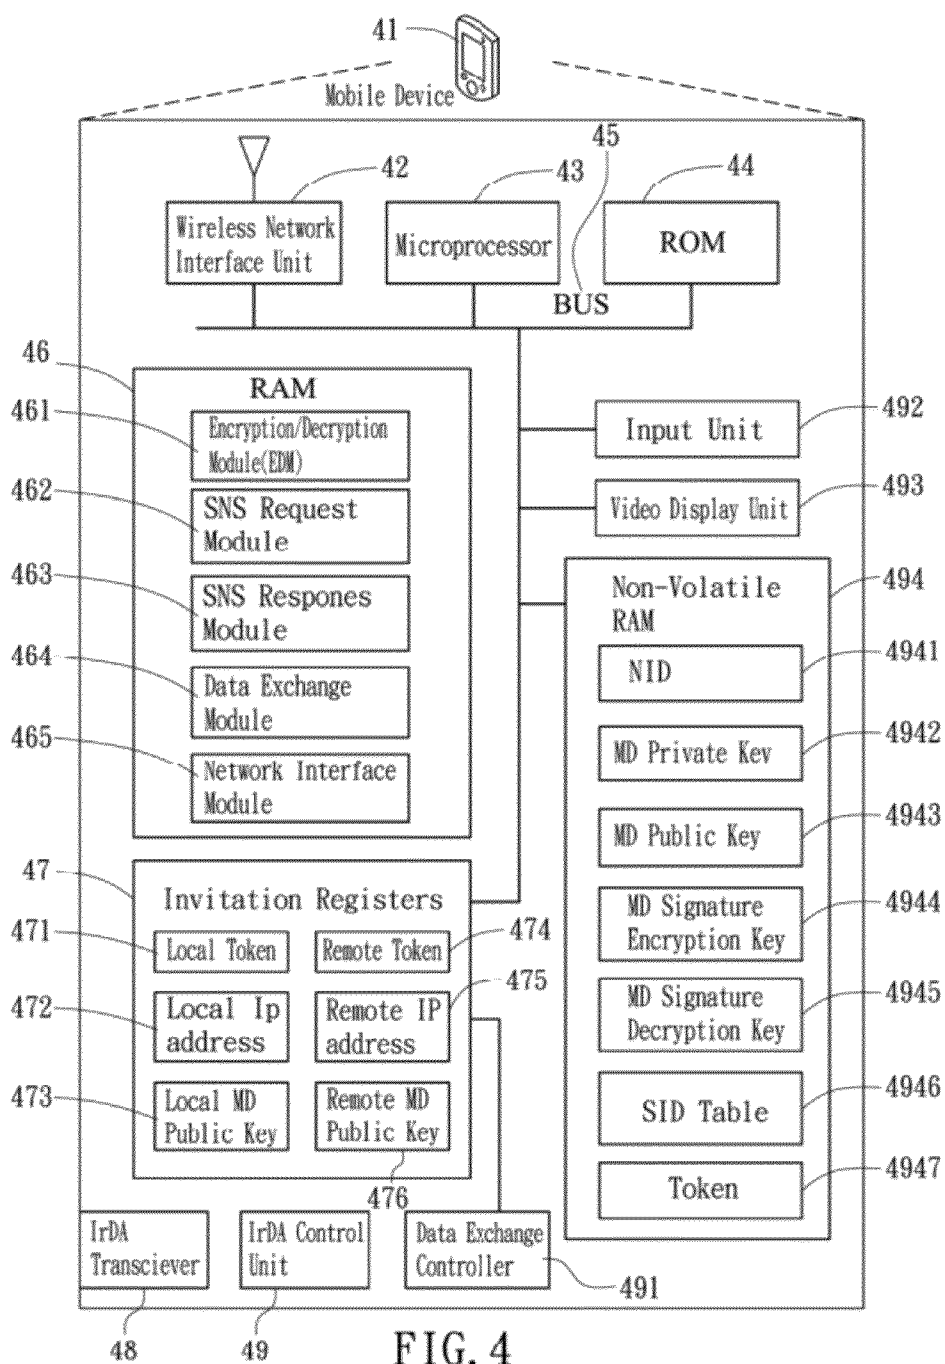 41
Mobile Device
45
42
43
44
Wireless Network
Interface Unit
Microprocessor
ROM
BUS
46
RAM
461
Encryption/Decryption
Module(EDM)
462
SNS Request
Module
463
SNS Respones
Module
464
Data Exchange
Module
465
Network Interface
Module
492
Input Unit
493
Video Display Unit
494
Non-Volatile
RAM
4941
NID
4942
MD Private Kev
4943
MD Public Key
4944
MD Signature
Encryption Key
4945
MD Signature
Decryption Key
4946
SID Table
4947
Token
47
Invitation Registers
471
Local Token
474
Remote Token
472
Local Ip
address
475
Remote IP
address
473
Local MD
Public Key
Remote MD
Public Key
476
IrDA
Transciever
IrDA Control
Unit
Data Exchange
Controller
48
49
491
FIG. 4